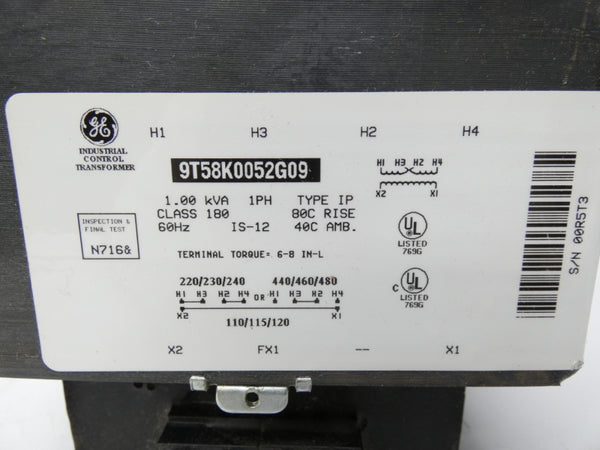 H1 H3 H2 H4
GE
INDUSTRIAL
CONTROL
TRANSFORMER
9T58K0052G09
H1 H3 H2 H4
X2 X1
1.00 kVA 1PH TYPE IP
CLASS 180 80C RISE
60Hz IS-12 40C AMB.
INSPECTION &
FINAL TEST
N716&
TERMINAL TORQUE= 6-8 IN-L
UL
LISTED
769G
C UL
LISTED
769G
S/N 00R5T3
220/230/240 440/460/480
H1 H3 H2 H4 OR H1 H3 H2 H4
X2 X1
110/115/120
X2 FX1 -- X1